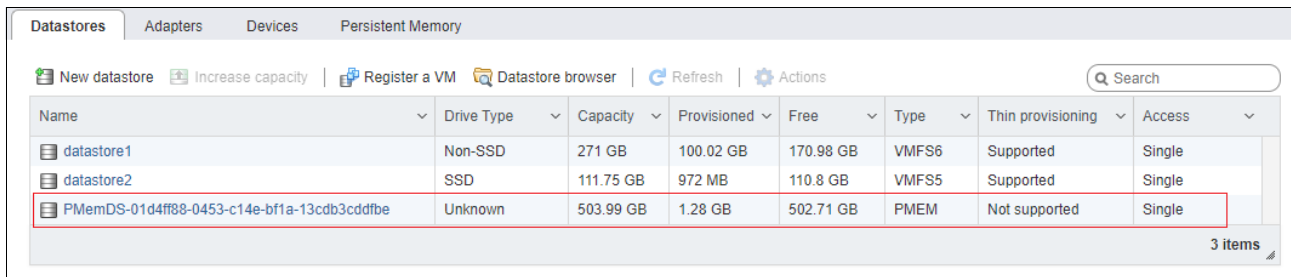 Datastores Adapters Devices Persistent Memory
New datastore Increase capacity Register a VM Datastore browser Refresh Actions Search
Name Drive Type Capacity Provisioned Free Type Thin provisioning Access
datastore1 Non-SSD 271 GB 100.02 GB 170.98 GB VMFS6 Supported Single
datastore2 SSD 111.75 GB 972 MB 110.8 GB VMFS5 Supported Single
PMemDS-01d4ff88-0453-c14e-bf1a-13cdb3cddfbe Unknown 503.99 GB 1.28 GB 502.71 GB PMEM Not supported Single
3 items